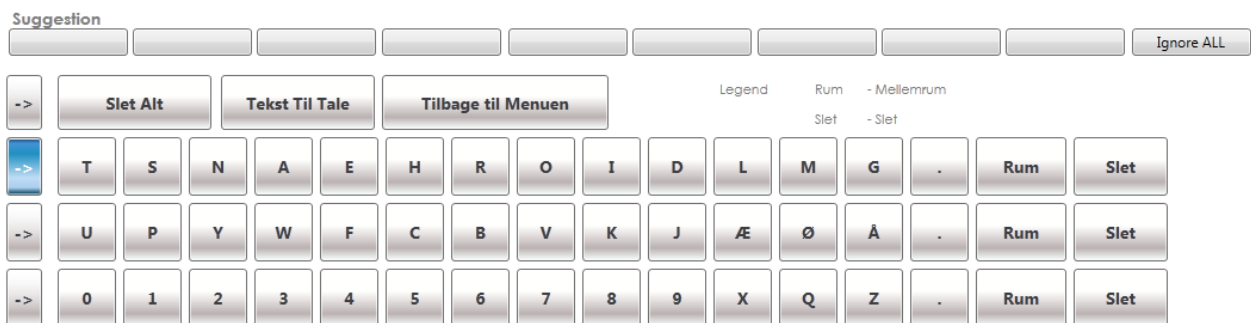 Suggestion
Ignore ALL
-> Slet Alt Tekst Til Tale Tilbage til Menuen Legend Rum - Mellemrum
Slet - Slet
-> T S N A E H R O I D L M G . Rum Slet
-> U P Y W F C B V K J Æ Ø Å . Rum Slet
-> 0 1 2 3 4 5 6 7 8 9 X Q Z . Rum Slet